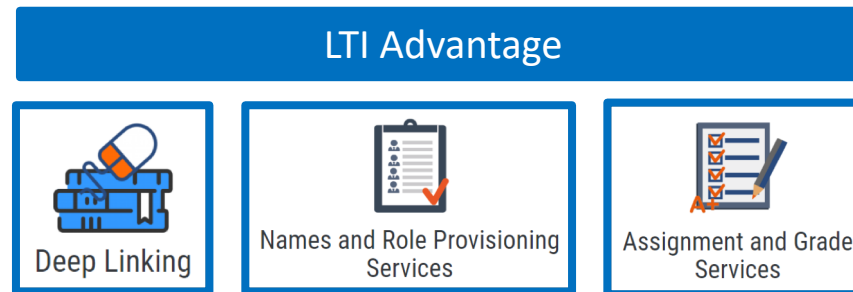 LTI Advantage
Deep Linking
Names and Role Provisioning
Services
Assignment and Grade
Services
A+